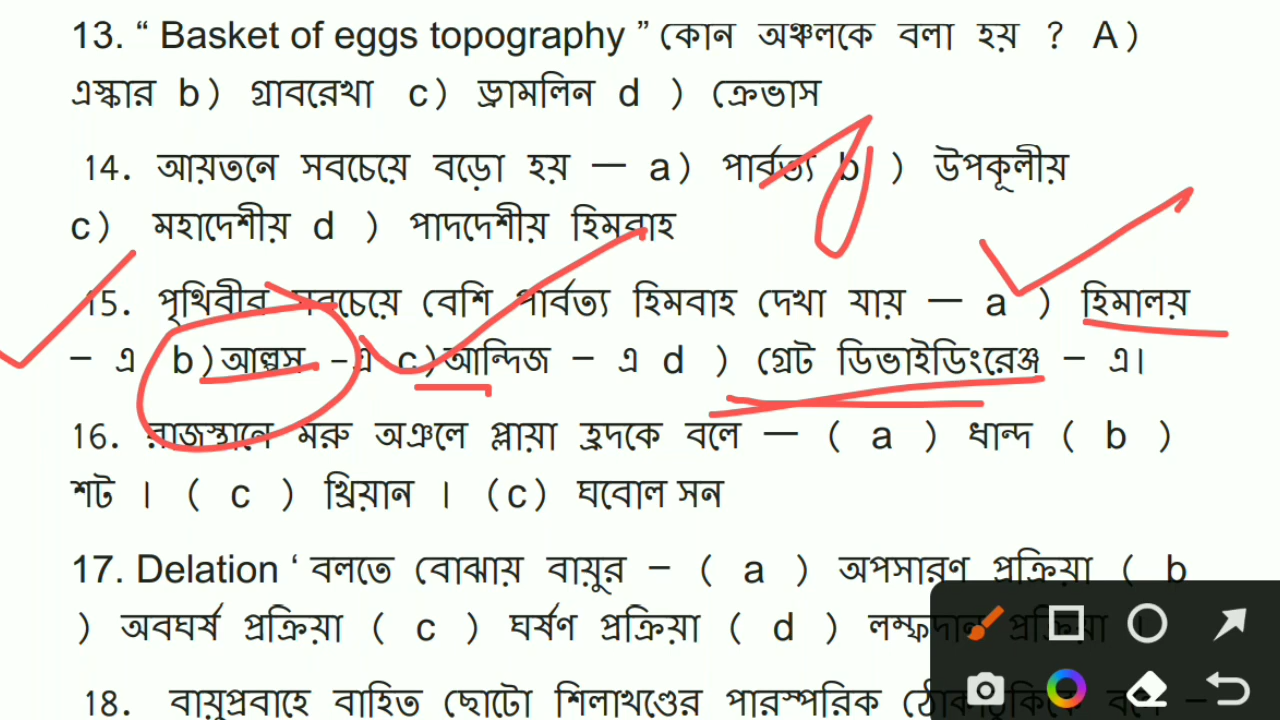 13. “ Basket of eggs topography ” কোন অঞ্চলকে বলা হয় ? A)
এস্কার b) গ্রাবরেখা c) ড্রামলিন d ) ক্রেভাস
14. আয়তনে সবচেয়ে বড়ো হয় — a) পার্বত্য b ) উপকূলীয়
c) মহাদেশীয় d ) পাদদেশীয় হিমবাহ
15. পৃথিবীর সবচেয়ে বেশি পার্বত্য হিমবাহ দেখা যায় — a ) হিমালয়
– এ b)আল্পস –এ c)আন্দিজ – এ d ) গ্রেট ডিভাইডিংরেঞ্জ – এ।
16. রাজস্থানে মরু অঞলে প্লায়া হ্রদকে বলে — ( a ) ধান্দ ( b )
শট । ( c ) খ্রিয়ান । (c) ঘবোল সন
17. Delation ‘ বলতে বোঝায় বায়ুর – ( a ) অপসারণ প্রক্রিয়া ( b
) অবঘর্ষ প্রক্রিয়া ( c ) ঘর্ষণ প্রক্রিয়া ( d ) লম্ফদান প্রক্রিয়া ।
18. বায়ুপ্রবাহে বাহিত ছোটো শিলাখণ্ডের পারস্পরিক ঠোকাঠুকিকে বলে –